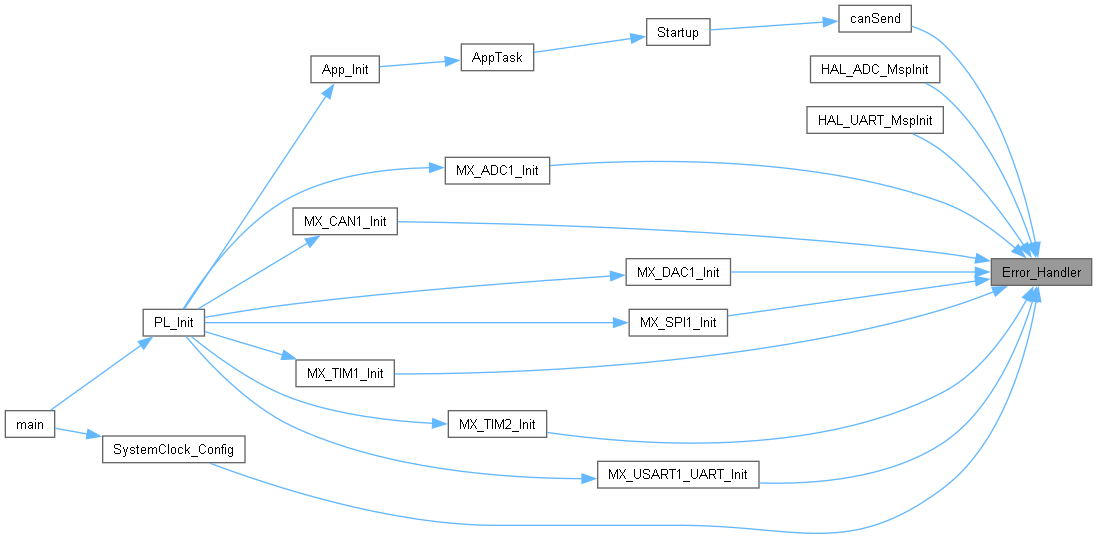 canSend
Startup
AppTask
App_Init
HAL_ADC_MspInit
HAL_UART_MspInit
MX_ADC1_Init
MX_CAN1_Init
MX_DAC1_Init
Error_Handler
PL_Init
MX_SPI1_Init
MX_TIM1_Init
main
MX_TIM2_Init
SystemClock_Config
MX_USART1_UART_Init